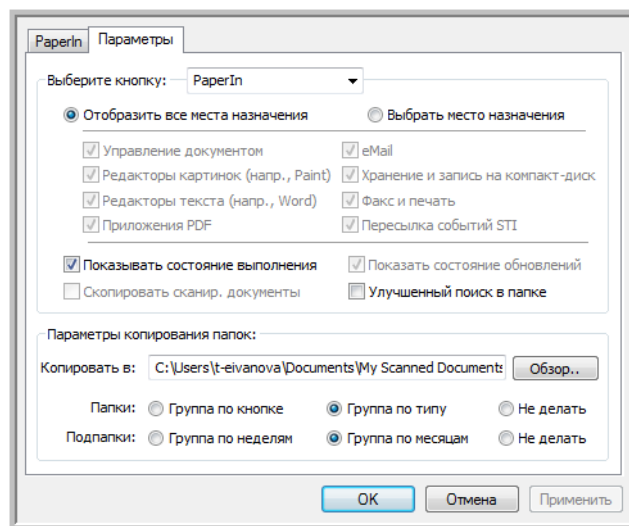 PaperIn Параметры
Выберите кнопку: PaperIn
Отобразить все места назначения Выбрать место назначения
Управление документом eMail
Редакторы картинок (напр., Paint) Хранение и запись на компакт-диск
Редакторы текста (напр., Word) Факс и печать
Приложения PDF Пересылка событий STI
Показывать состояние выполнения Показать состояние обновлений
Скопировать сканир. документы Улучшенный поиск в папке
Параметры копирования папок:
Копировать в: C:\Users\t-eivanova\Documents\My Scanned Documents Обзор..
Папки: Группа по кнопке Группа по типу Не делать
Подпапки: Группа по неделям Группа по месяцам Не делать
OK Отмена Применить